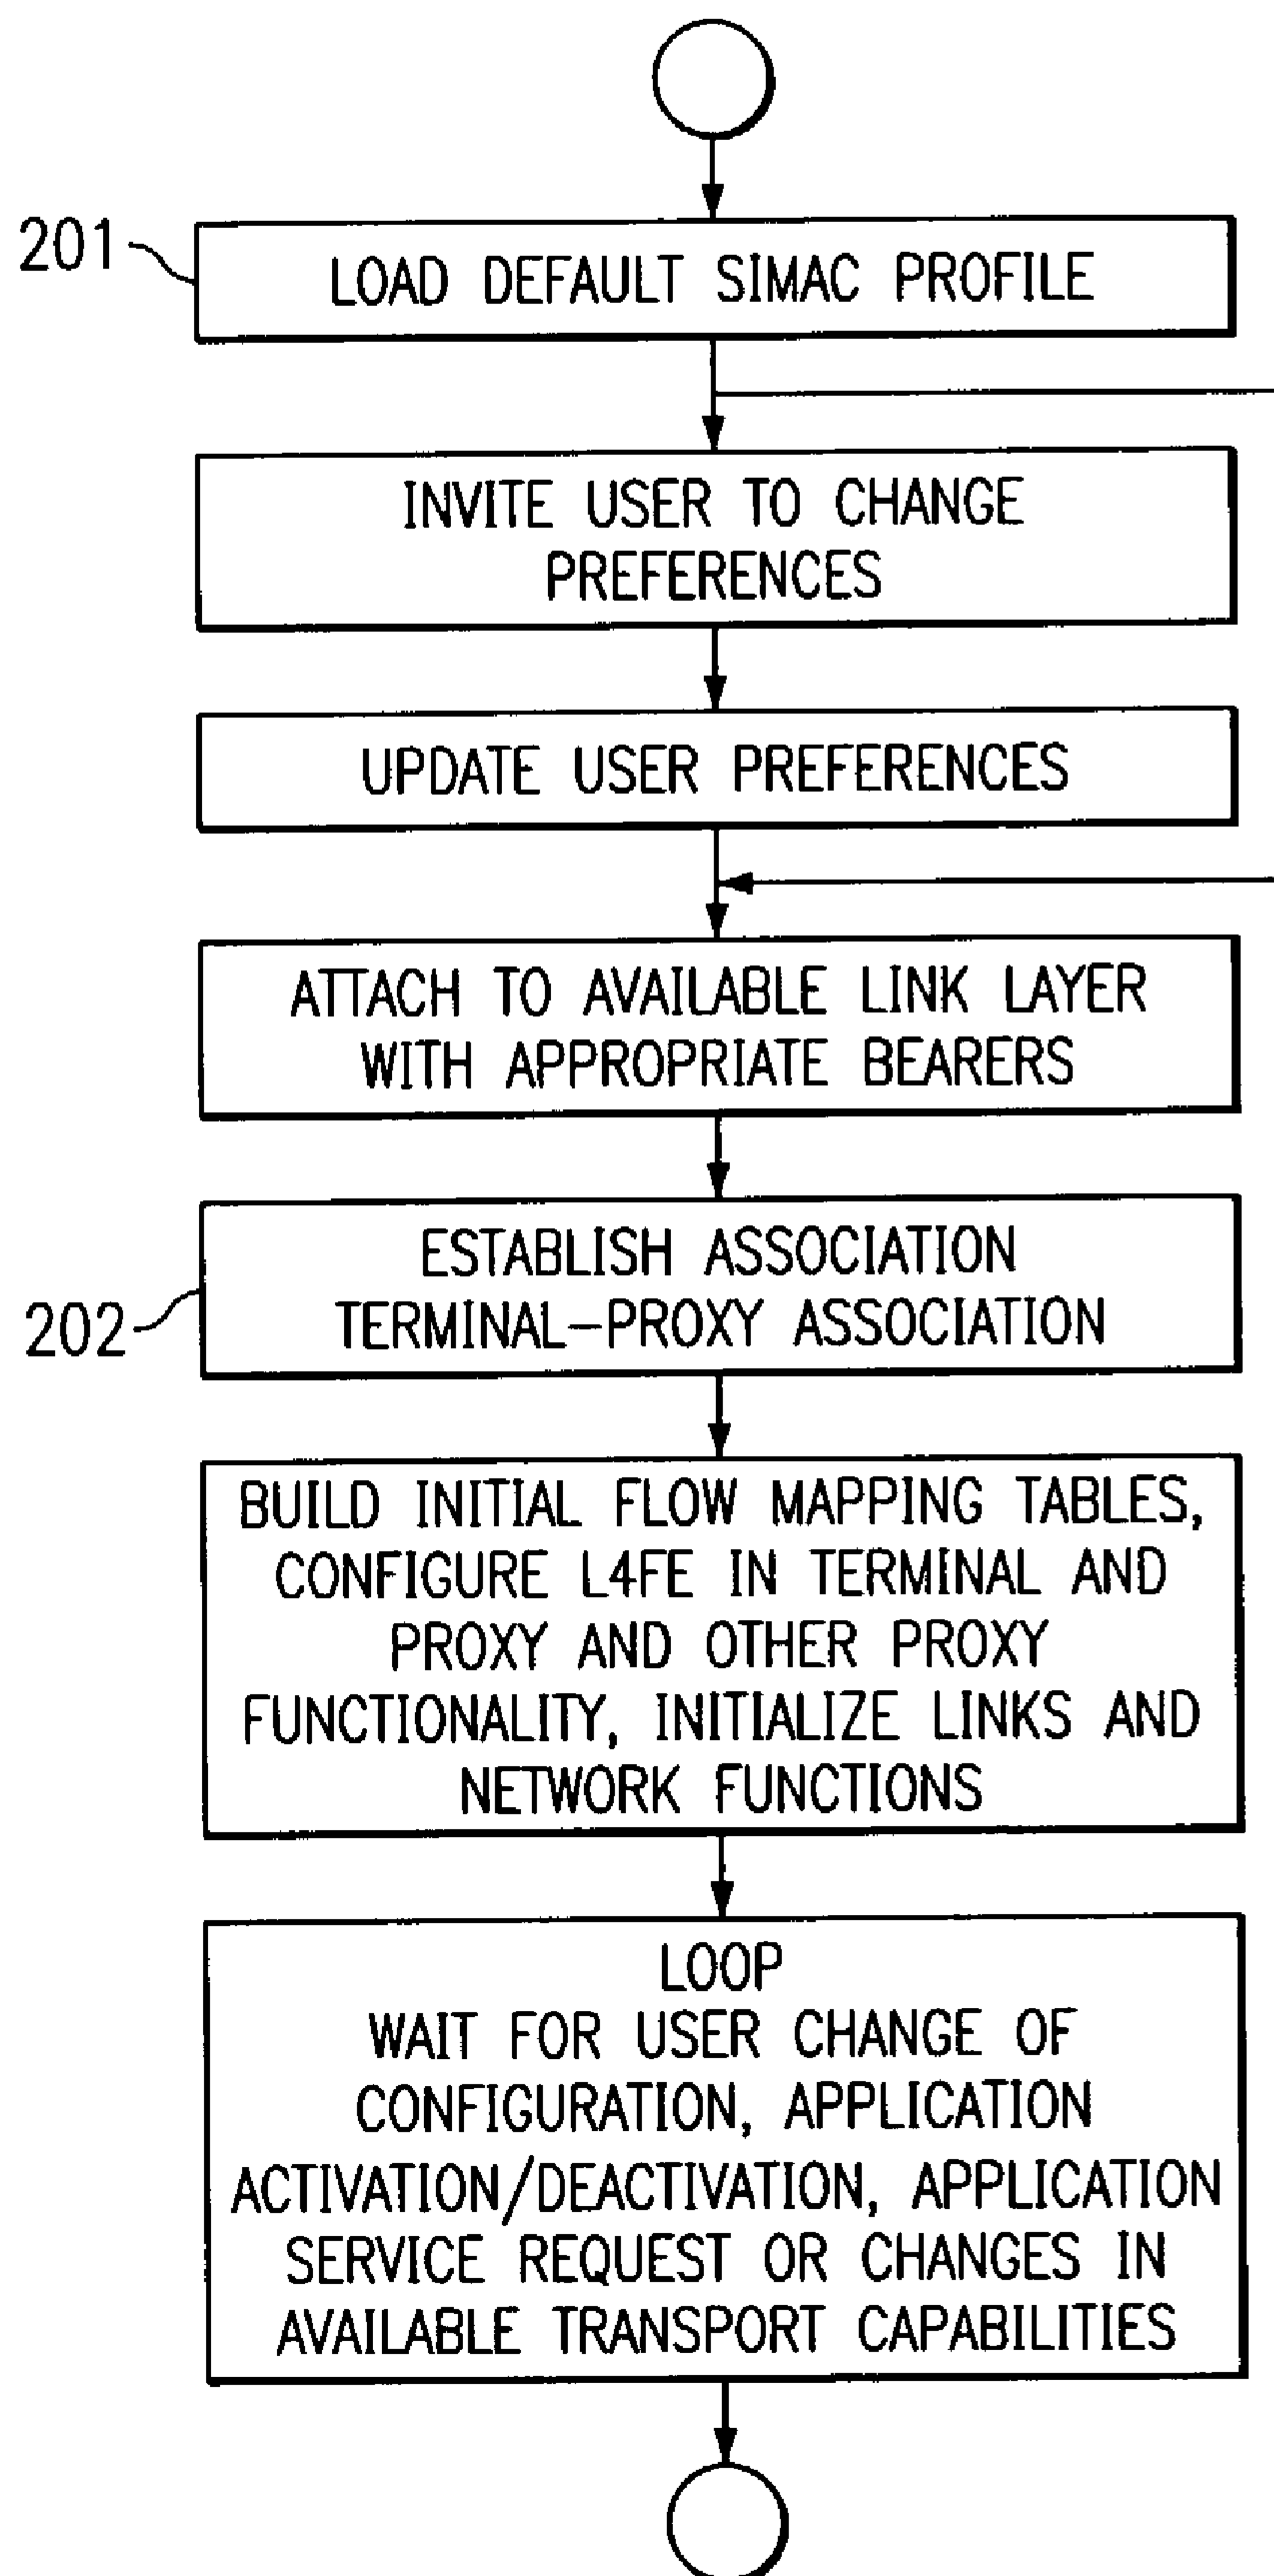 201
LOAD DEFAULT SIMAC PROFILE
INVITE USER TO CHANGE
PREFERENCES
UPDATE USER PREFERENCES
ATTACH TO AVAILABLE LINK LAYER
WITH APPROPRIATE BEARERS
ESTABLISH ASSOCIATION
TERMINAL–PROXY ASSOCIATION
202
BUILD INITIAL FLOW MAPPING TABLES,
CONFIGURE L4FE IN TERMINAL AND
PROXY AND OTHER PROXY
FUNCTIONALITY, INITIALIZE LINKS AND
NETWORK FUNCTIONS
LOOP
WAIT FOR USER CHANGE OF
CONFIGURATION, APPLICATION
ACTIVATION/DEACTIVATION, APPLICATION
SERVICE REQUEST OR CHANGES IN
AVAILABLE TRANSPORT CAPABILITIES